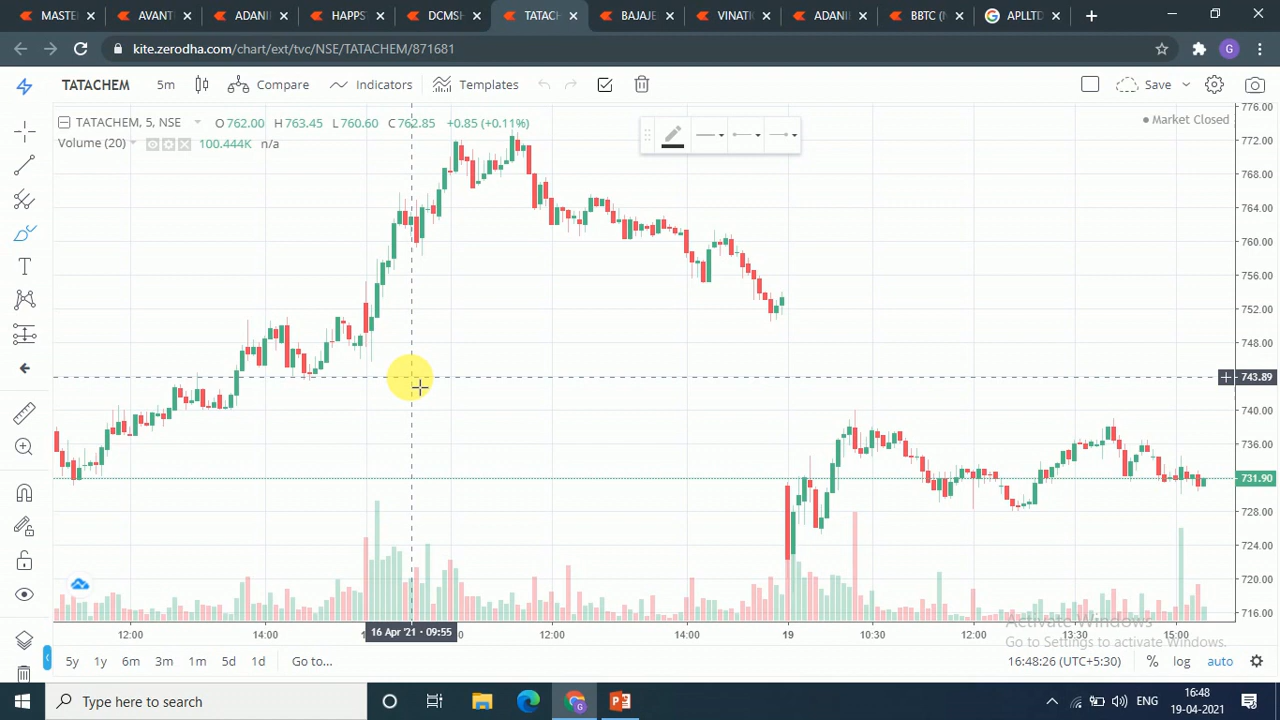 MASTE
AVANT
ADANI
HAPPS
DCMSH
TATACH
BAJAJE
VINATI
ADANI
BBTC (
APLLTD
kite.zerodha.com/chart/ext/tvc/NSE/TATACHEM/871681
G
TATACHEM 5m Compare Indicators Templates Save
TATACHEM, 5, NSE O 762.00 H 763.45 L 760.60 C 762.85 +0.85 (+0.11%)
Market Closed
Volume (20) 100.444K n/a
776.00
772.00
768.00
764.00
760.00
756.00
752.00
748.00
743.89
740.00
736.00
731.90
728.00
724.00
720.00
716.00
12:00 14:00 16 Apr '21 · 09:55 12:00 14:00 19 10:30 12:00 13:30 15:00
Activate Windows
Go to Settings to activate Windows.
5y 1y 6m 3m 1m 5d 1d Go to... 16:48:26 (UTC+5:30) % log auto
Type here to search
ENG
16:48
19-04-2021